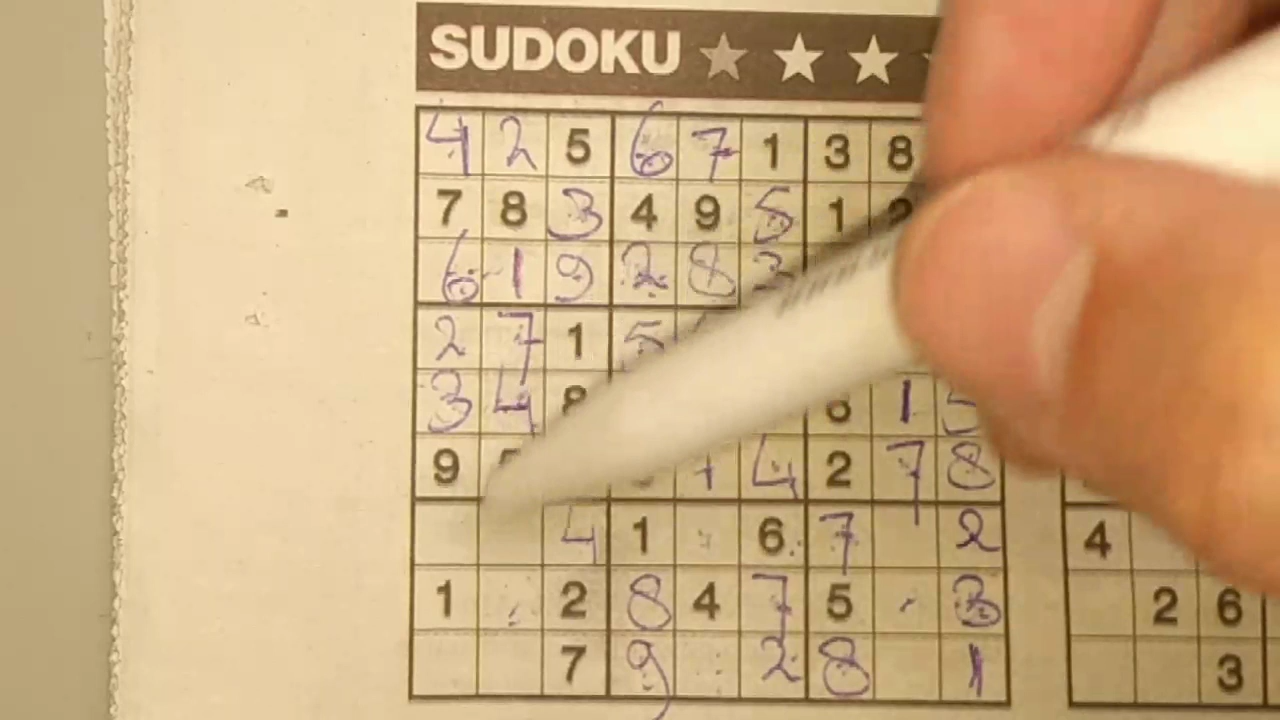 SUDOKU
4 2 5 6 7 1 3 8
7 8 3 4 9 5 1 2
6 1 9 2 8 3
2 7 1 5
3 4 8 6 1 5
9 4 2 7 8
4 1 6 7 2 4
1 2 8 4 7 5 3 2 6
7 9 2 8 1 3